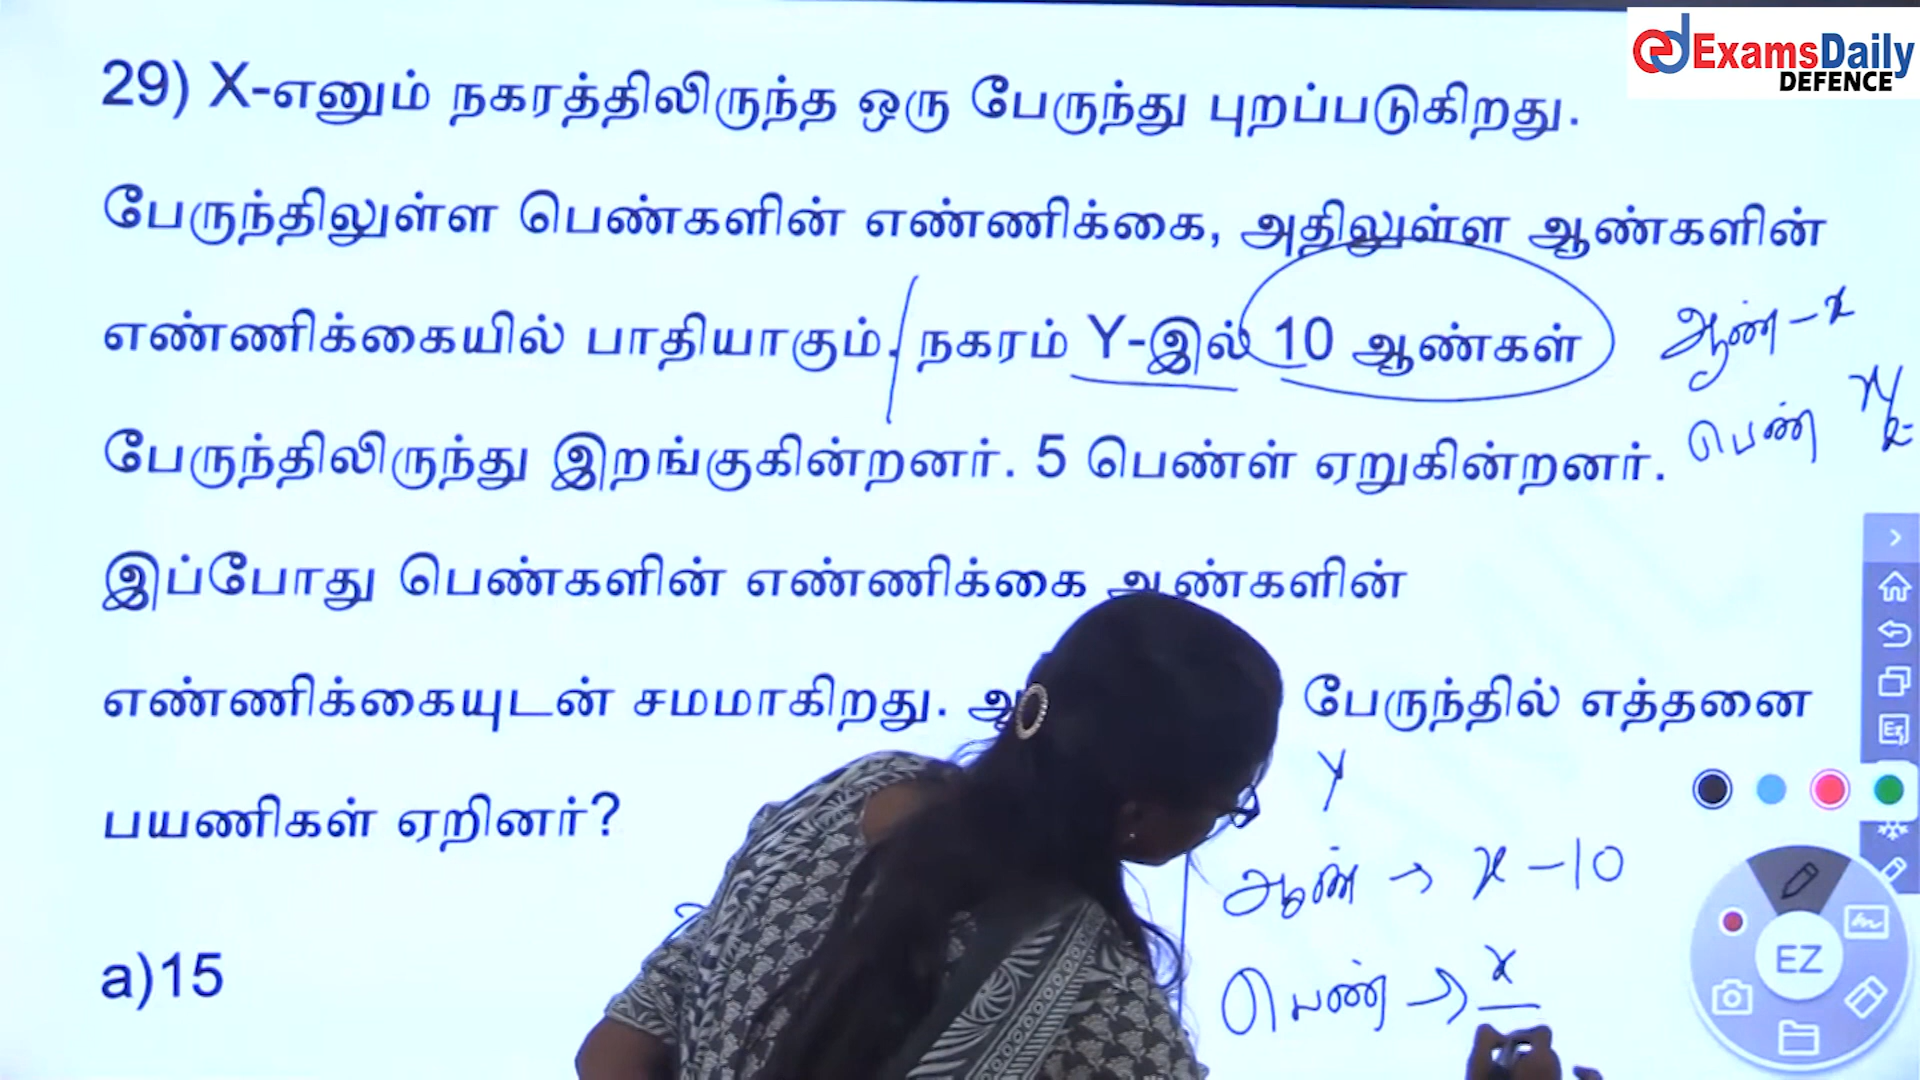 ExamsDaily
DEFENCE
29) X-எனும் நகரத்திலிருந்த ஒரு பேருந்து புறப்படுகிறது.
பேருந்திலுள்ள பெண்களின் எண்ணிக்கை, அதிலுள்ள ஆண்களின்
எண்ணிக்கையில் பாதியாகும். நகரம் Y-இல் 10 ஆண்கள்
பேருந்திலிருந்து இறங்குகின்றனர். 5 பெண்ள் ஏறுகின்றனர்.
இப்போது பெண்களின் எண்ணிக்கை ஆண்களின்
எண்ணிக்கையுடன் சமமாகிறது. பேருந்தில் எத்தனை
பயணிகள் ஏறினர்?
a)15
ஆண் - x
பெண் x/2
Y
ஆண் → x - 10
பெண் → x
EZ